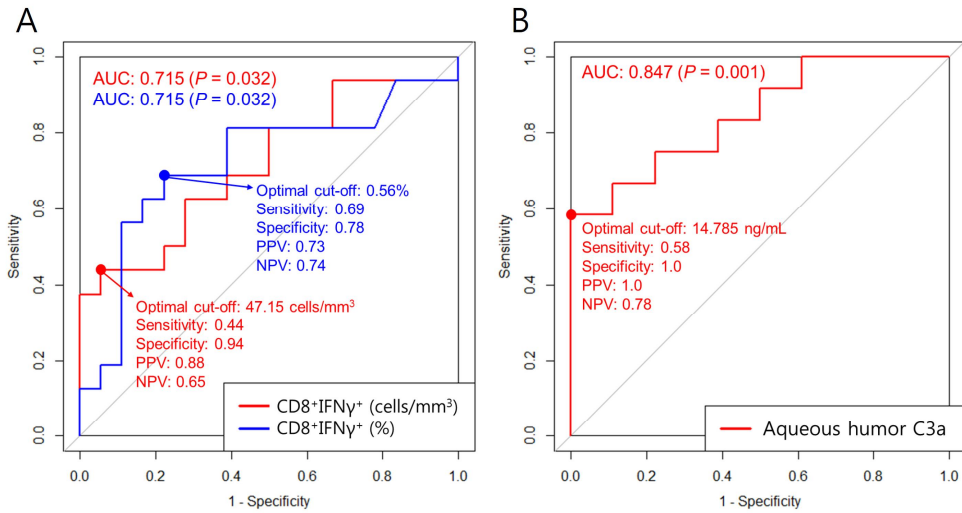 A
AUC: 0.715 (P = 0.032)
AUC: 0.715 (P = 0.032)
Optimal cut-off: 0.56%
Sensitivity: 0.69
Specificity: 0.78
PPV: 0.73
NPV: 0.74
Optimal cut-off: 47.15 cells/mm³
Sensitivity: 0.44
Specificity: 0.94
PPV: 0.88
NPV: 0.65
CD8⁺IFNγ⁺ (cells/mm³)
CD8⁺IFNγ⁺ (%)
Sensitivity
1.0
0.8
0.6
0.4
0.2
0.0
0.0 0.2 0.4 0.6 0.8 1.0
1 - Specificity
B
AUC: 0.847 (P = 0.001)
Optimal cut-off: 14.785 ng/mL
Sensitivity: 0.58
Specificity: 1.0
PPV: 1.0
NPV: 0.78
Aqueous humor C3a
Sensitivity
1.0
0.8
0.6
0.4
0.2
0.0
0.0 0.2 0.4 0.6 0.8 1.0
1 - Specificity